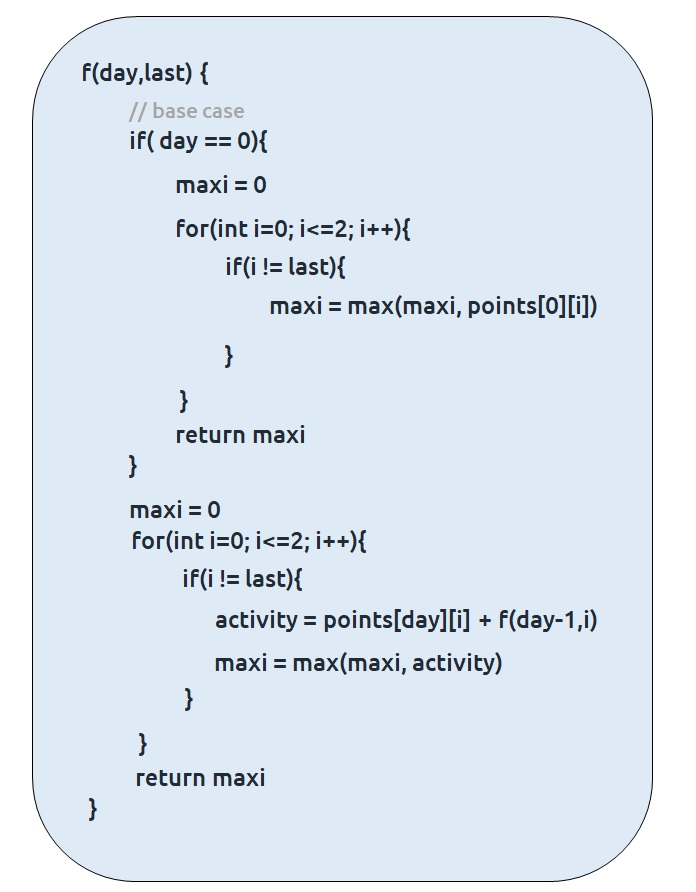 f(day,last) {
// base case
if( day == 0){
maxi = 0
for(int i=0; i<=2; i++){
if(i != last){
maxi = max(maxi, points[0][i])
}
}
return maxi
}
maxi = 0
for(int i=0; i<=2; i++){
if(i != last){
activity = points[day][i] + f(day-1,i)
maxi = max(maxi, activity)
}
}
return maxi
}